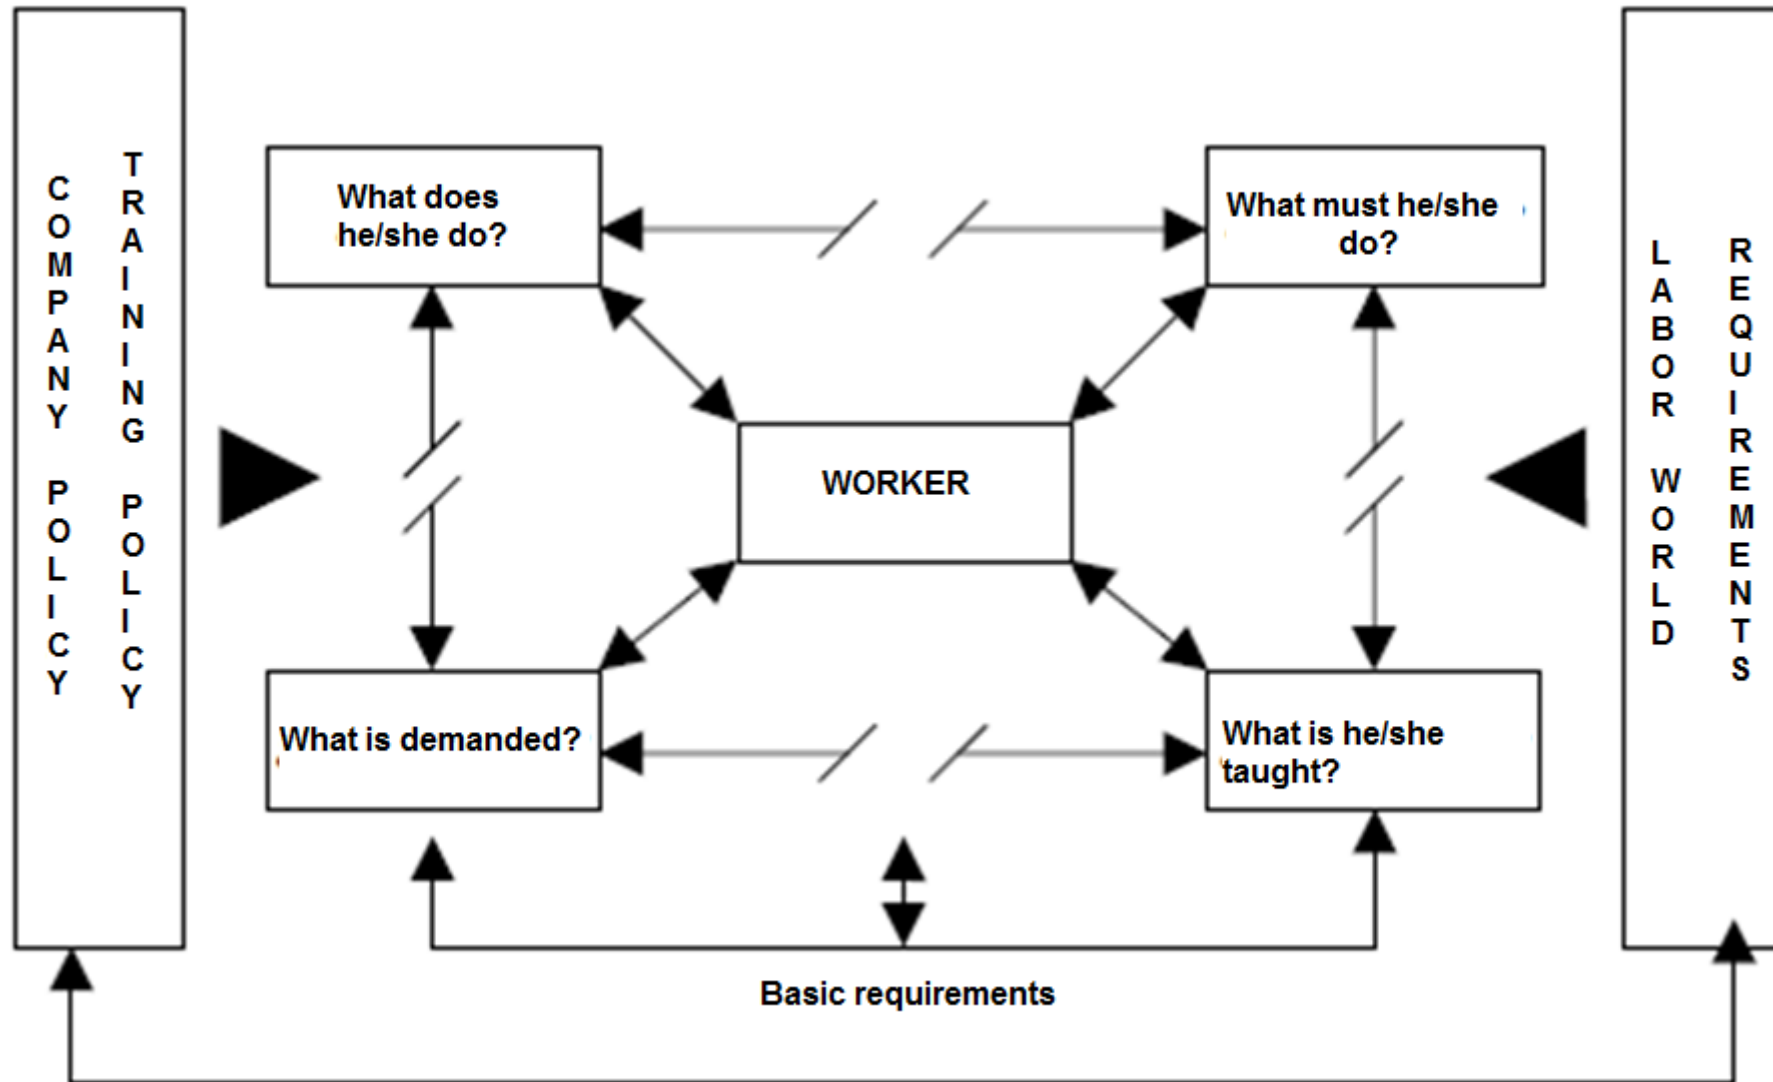 COMPANY POLICY
TRAINING POLICY
What does
he/she do?
What must he/she
do?
WORKER
What is demanded?
What is he/she
taught?
Basic requirements
LABOR WORLD
REQUIREMENTS